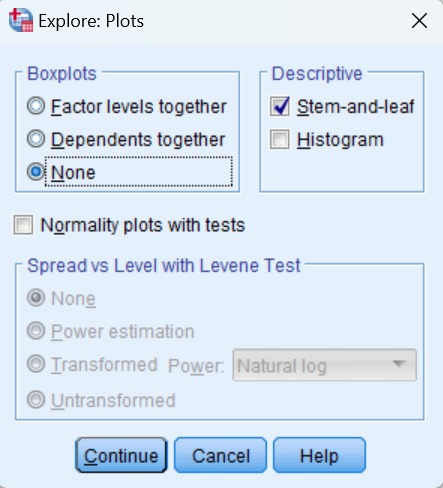 Explore: Plots
Boxplots
Factor levels together
Dependents together
None
Descriptive
Stem-and-leaf
Histogram
Normality plots with tests
Spread vs Level with Levene Test
None
Power estimation
Transformed Power: Natural log
Untransformed
Continue Cancel Help